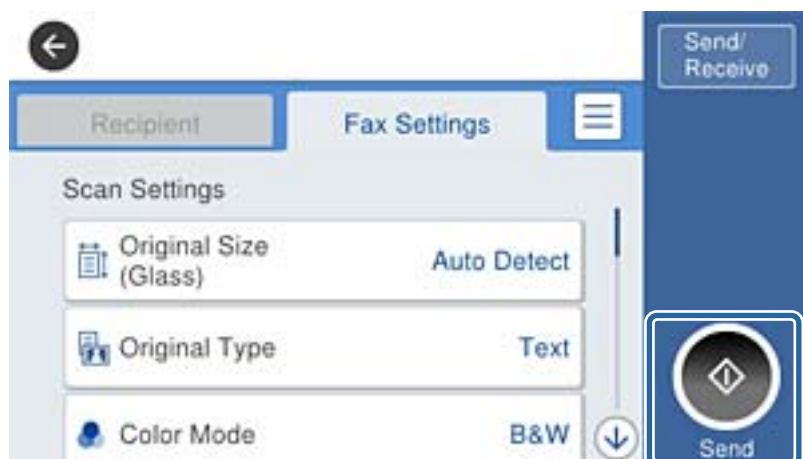 Send/
Receive
Recipient
Fax Settings
Scan Settings
Original Size
(Glass)
Auto Detect
Original Type
Text
Color Mode
B&W
Send